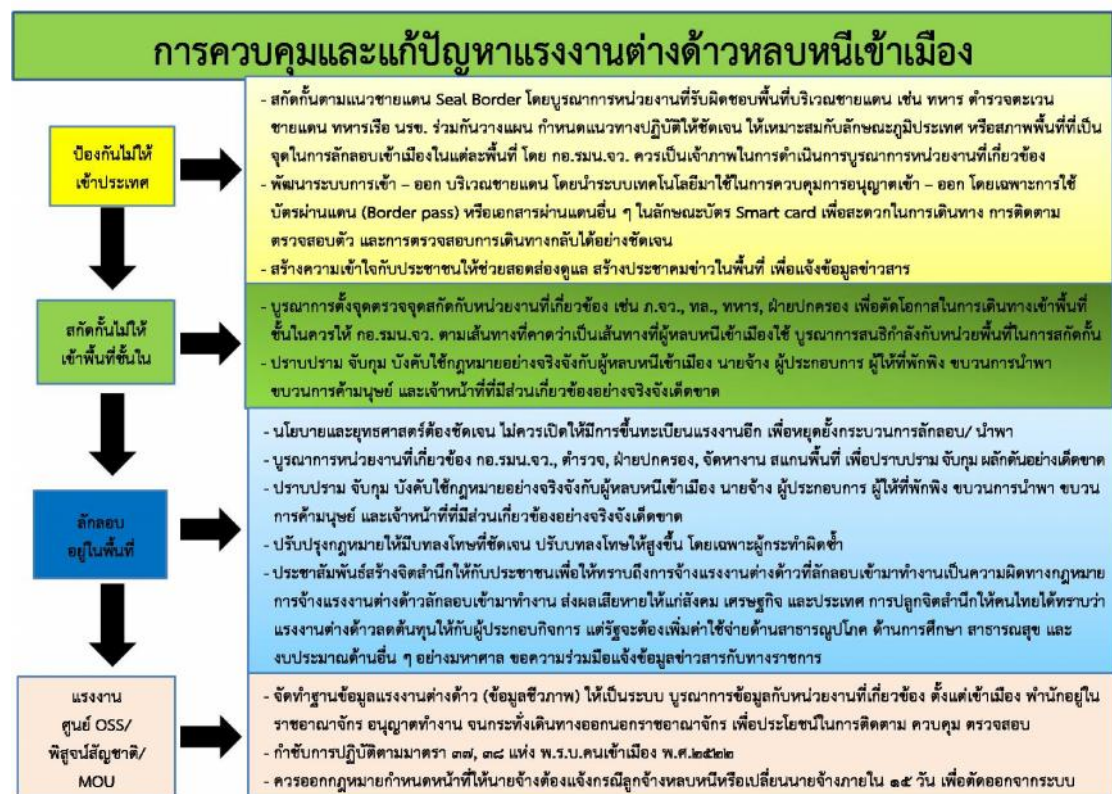 การควบคุมและแก้ปัญหาแรงงานต่างด้าวหลบหนีเข้าเมือง
ป้องกันไม่ให้
เข้าประเทศ
- สกัดกั้นตามแนวชายแดน Seal Border โดยบูรณาการหน่วยงานที่รับผิดชอบพื้นที่บริเวณชายแดน เช่น ทหาร ตำรวจตะเวน
ชายแดน ทหารเรือ นรข. ร่วมกันวางแผน กำหนดแนวทางปฏิบัติให้ชัดเจน ให้เหมาะสมกับลักษณะภูมิประเทศ หรือสภาพพื้นที่ที่เป็น
จุดในการลักลอบเข้าเมืองในแต่ละพื้นที่ โดย กอ.รมน.จว. ควรเป็นเจ้าภาพในการดำเนินการบูรณาการหน่วยงานที่เกี่ยวข้อง
- พัฒนาระบบการเข้า – ออก บริเวณชายแดน โดยนำระบบเทคโนโลยีมาใช้ในการควบคุมการอนุญาตเข้า – ออก โดยเฉพาะการใช้
บัตรผ่านแดน (Border pass) หรือเอกสารผ่านแดนอื่น ๆ ในลักษณะบัตร Smart card เพื่อสะดวกในการเดินทาง การติดตาม
ตรวจสอบตัว และการตรวจสอบการเดินทางกลับได้อย่างชัดเจน
- สร้างความเข้าใจกับประชาชนให้ช่วยสอดส่องดูแล สร้างประชาคมข่าวในพื้นที่ เพื่อแจ้งข้อมูลข่าวสาร
สกัดกั้นไม่ให้
เข้าพื้นที่ชั้นใน
- บูรณาการตั้งจุดตรวจจุดสกัดกับหน่วยงานที่เกี่ยวข้อง เช่น ภ.จว., ทล., ทหาร, ฝ่ายปกครอง เพื่อตัดโอกาสในการเดินทางเข้าพื้นที่
ชั้นในควรให้ กอ.รมน.จว. ตามเส้นทางที่คาดว่าเป็นเส้นทางที่ผู้หลบหนีเข้าเมืองใช้ บูรณาการสนธิกำลังกับหน่วยพื้นที่ในการสกัดกั้น
- ปราบปราม จับกุม บังคับใช้กฎหมายอย่างจริงจังกับผู้หลบหนีเข้าเมือง นายจ้าง ผู้ประกอบการ ผู้ให้ที่พักพิง ขบวนการนำพา
ขบวนการค้ามนุษย์ และเจ้าหน้าที่ที่มีส่วนเกี่ยวข้องอย่างจริงจังเด็ดขาด
ลักลอบ
อยู่ในพื้นที่
- นโยบายและยุทธศาสตร์ต้องชัดเจน ไม่ควรเปิดให้มีการขึ้นทะเบียนแรงงานอีก เพื่อหยุดยั้งกระบวนการลักลอบ/ นำพา
- บูรณาการหน่วยงานที่เกี่ยวข้อง กอ.รมน.จว., ตำรวจ, ฝ่ายปกครอง, จัดหางาน สแกนพื้นที่ เพื่อปราบปราม จับกุม ผลักดันอย่างเด็ดขาด
- ปราบปราม จับกุม บังคับใช้กฎหมายอย่างจริงจังกับผู้หลบหนีเข้าเมือง นายจ้าง ผู้ประกอบการ ผู้ให้ที่พักพิง ขบวนการนำพา ขบวน
การค้ามนุษย์ และเจ้าหน้าที่ที่มีส่วนเกี่ยวข้องอย่างจริงจังเด็ดขาด
- ปรับปรุงกฎหมายให้มีบทลงโทษที่ชัดเจน ปรับบทลงโทษให้สูงขึ้น โดยเฉพาะผู้กระทำผิดซ้ำ
- ประชาสัมพันธ์สร้างจิตสำนึกให้กับประชาชนเพื่อให้ทราบถึงการจ้างแรงงานต่างด้าวที่ลักลอบเข้ามาทำงานเป็นความผิดทางกฎหมาย
การจ้างแรงงานต่างด้าวลักลอบเข้ามาทำงาน ส่งผลเสียหายให้แก่สังคม เศรษฐกิจ และประเทศ การปลูกจิตสำนึกให้คนไทยได้ทราบว่า
แรงงานต่างด้าวลดต้นทุนให้กับผู้ประกอบกิจการ แต่รัฐจะต้องเพิ่มค่าใช้จ่ายด้านสาธารณูปโภค ด้านการศึกษา สาธารณสุข และ
งบประมาณด้านอื่น ๆ อย่างมหาศาล ขอความร่วมมือแจ้งข้อมูลข่าวสารกับทางราชการ
แรงงาน
ศูนย์ OSS/
พิสูจน์สัญชาติ/
MOU
- จัดทำฐานข้อมูลแรงงานต่างด้าว (ข้อมูลชีวภาพ) ให้เป็นระบบ บูรณาการข้อมูลกับหน่วยงานที่เกี่ยวข้อง ตั้งแต่เข้าเมือง พำนักอยู่ใน
ราชอาณาจักร อนุญาตทำงาน จนกระทั่งเดินทางออกนอกราชอาณาจักร เพื่อประโยชน์ในการติดตาม ควบคุม ตรวจสอบ
- กำชับการปฏิบัติตามมาตรา ๓๗, ๓๘ แห่ง พ.ร.บ.คนเข้าเมือง พ.ศ.๒๕๒๒
- ควรออกกฎหมายกำหนดหน้าที่ให้นายจ้างต้องแจ้งกรณีลูกจ้างหลบหนีหรือเปลี่ยนนายจ้างภายใน ๑๕ วัน เพื่อตัดออกจากระบบ